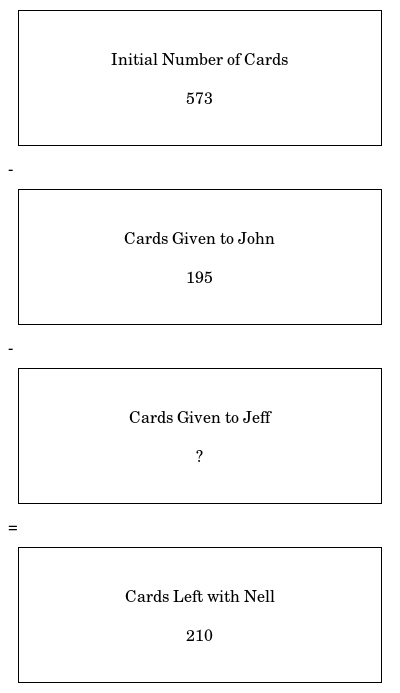 Initial Number of Cards
573
-
Cards Given to John
195
-
Cards Given to Jeff
?
=
Cards Left with Nell
210